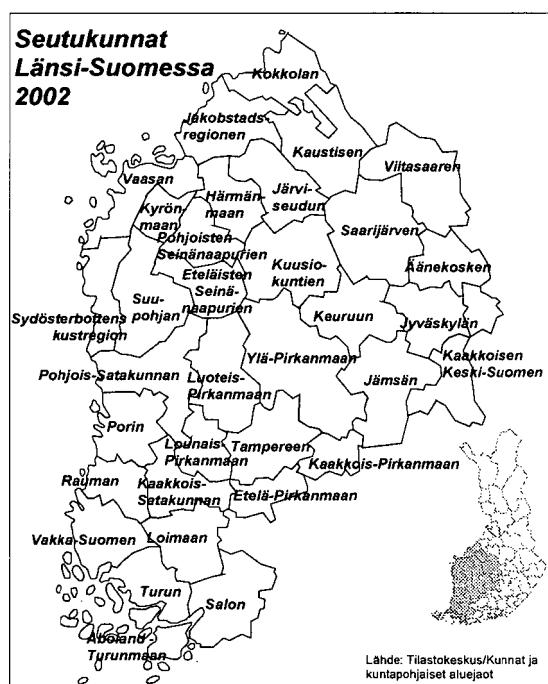 Seutukunnat
Länsi-Suomessa
2002
Kokkolan
Jakobstads-
regionen
Kaustisen
Viitasaaren
Vaasan
Härmän-
maan
Järvi-
seudun
Kyrön-
maan
Saarijärven
Pohjoisten
Seinänaapurien
Eteläisten
Seinä-
naapurien
Kuusio-
kuntien
Äänekosken
Suu-
pohjan
Sydösterbottens
kustregion
Keuruun
Jyväskylän
Ylä-Pirkanmaan
Kaakkoisen
Keski-Suomen
Pohjois-Satakunnan
Luoteis-
Pirkanmaan
Jämsän
Porin
Lounais-
Pirkanmaan
Tampereen
Kaakkois-Pirkanmaan
Rauman
Kaakkois-
Satakunnan
Etelä-Pirkanmaan
Vakka-Suomen
Loimaan
Turun
Salon
Åboland-
Turunmaan
Lähde: Tilastokeskus/Kunnat ja
kuntapohjaiset aluejaot